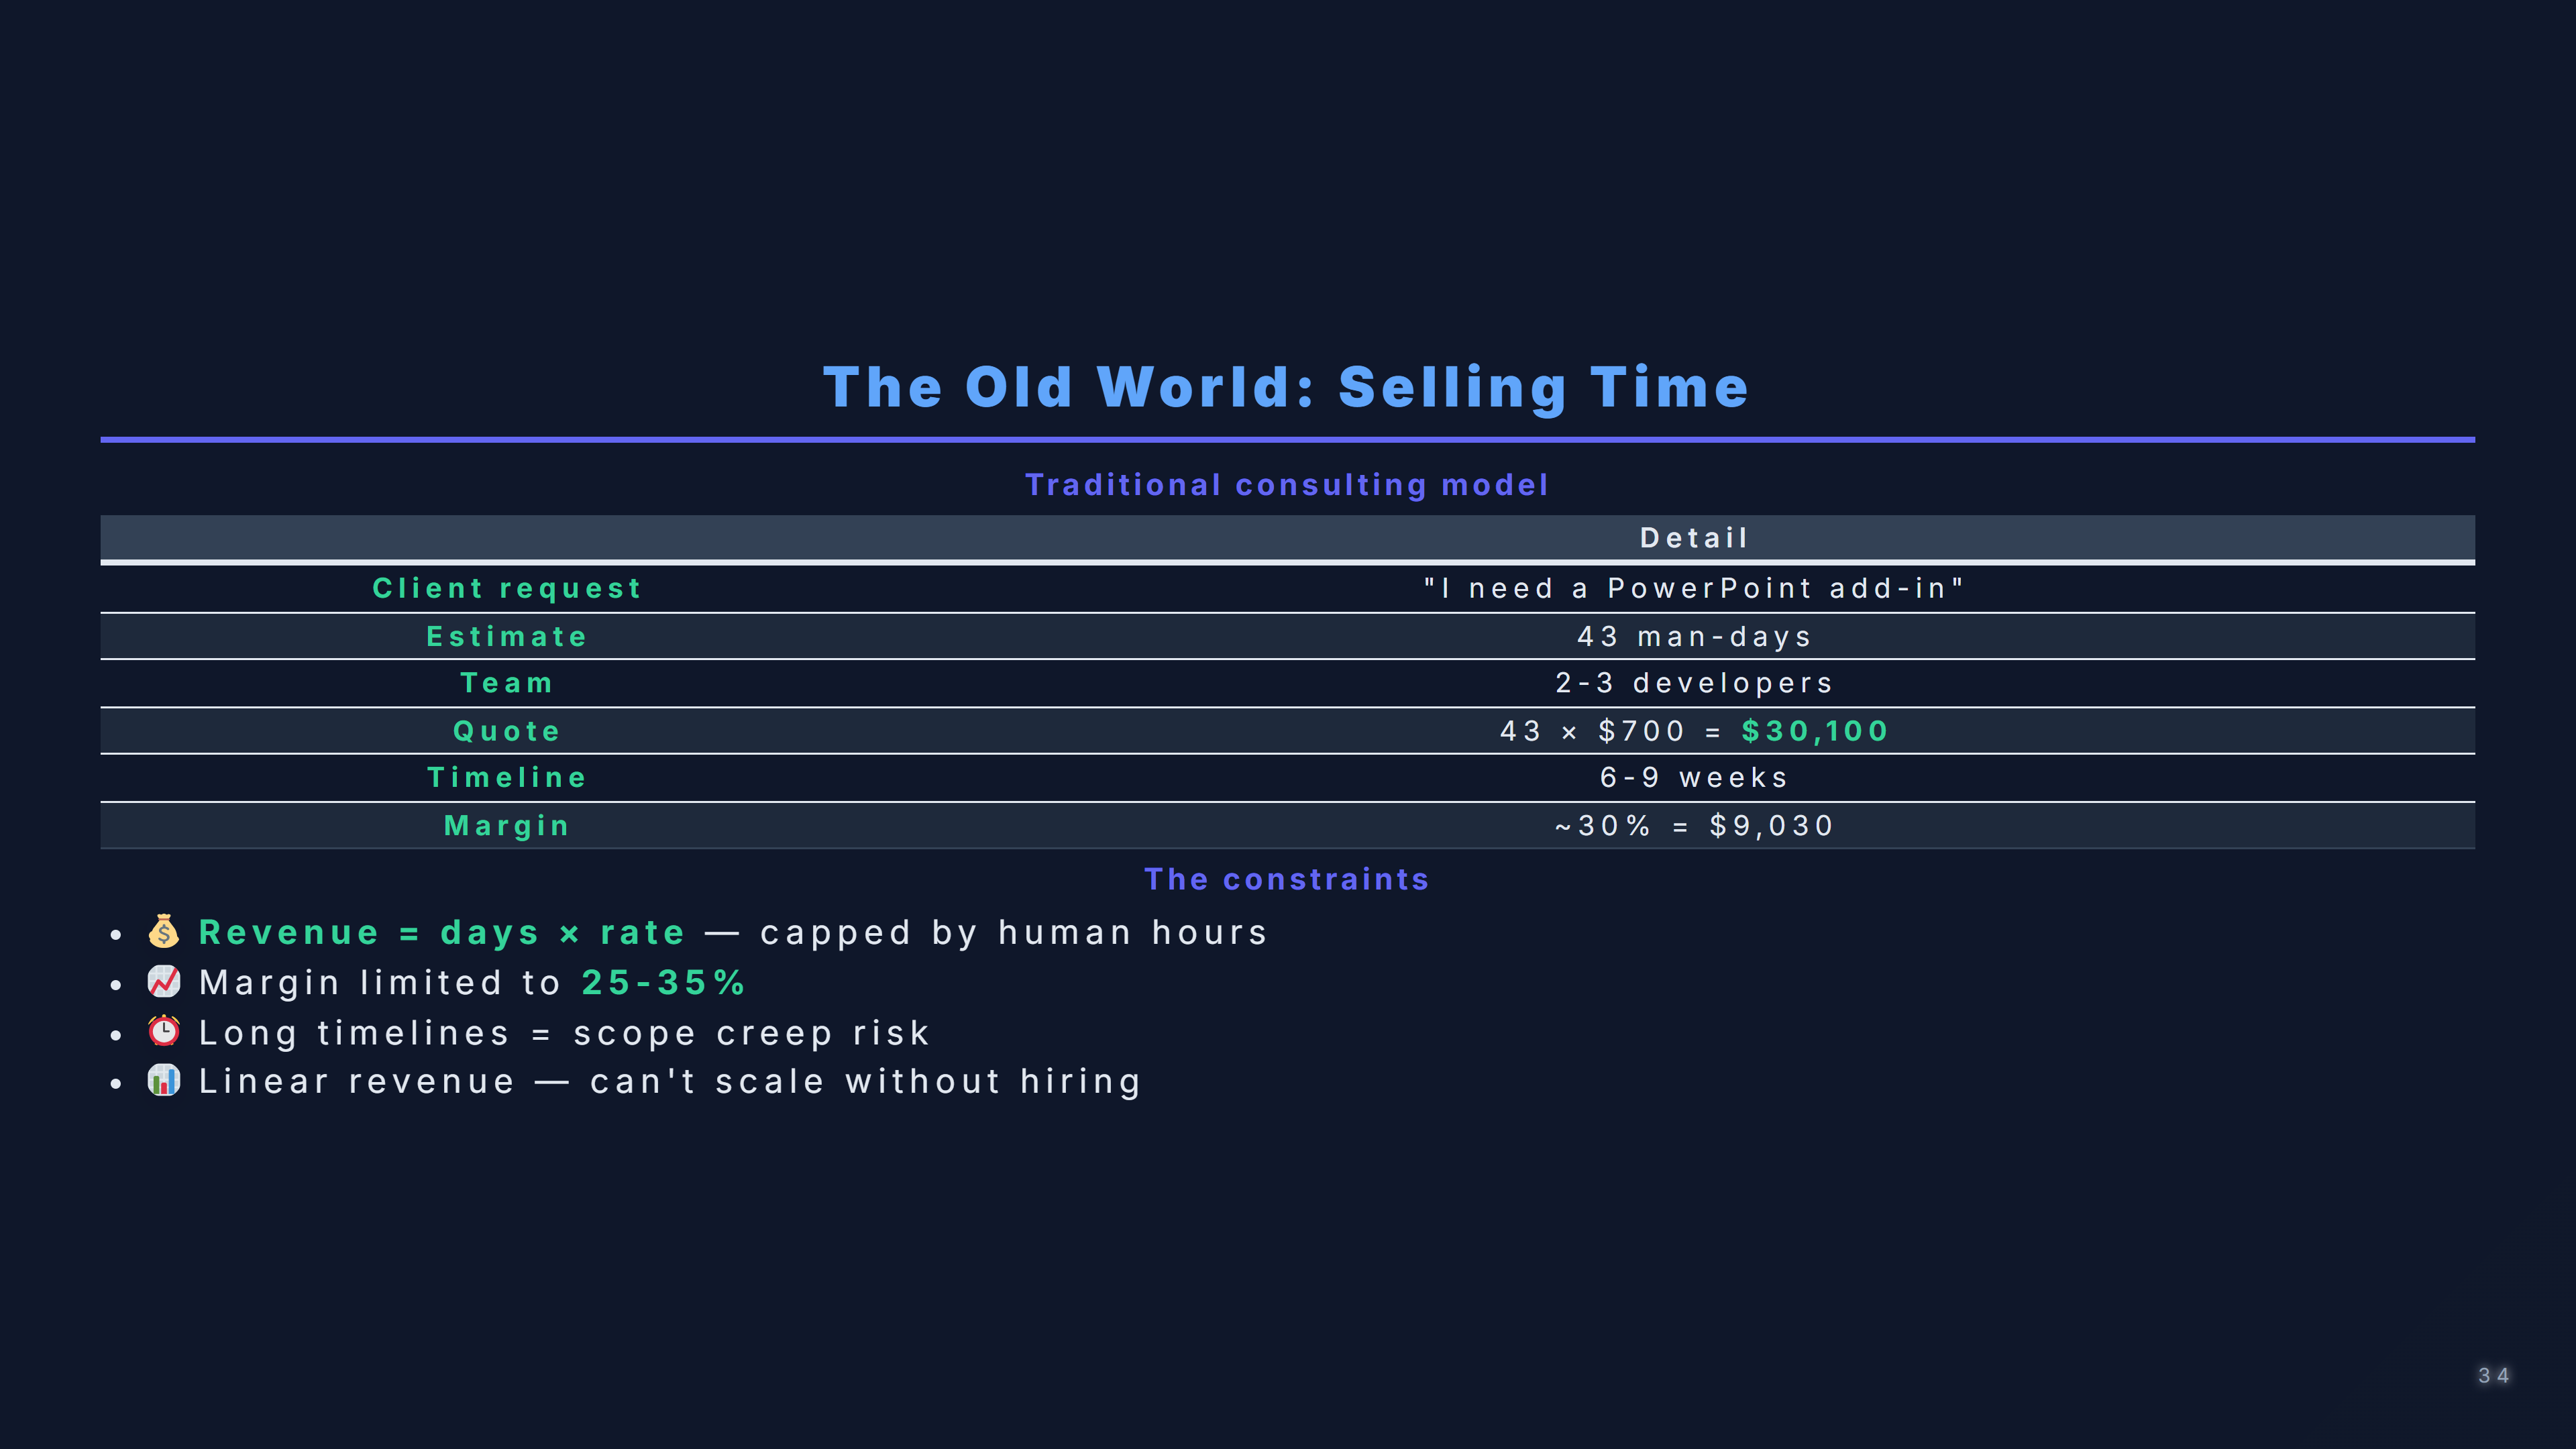 The Old World: Selling Time
Traditional consulting model
Detail
Client request "I need a PowerPoint add-in"
Estimate 43 man-days
Team 2-3 developers
Quote 43 × $700 = $30,100
Timeline 6-9 weeks
Margin ~30% = $9,030
The constraints
• 💰 Revenue = days × rate — capped by human hours
• 📈 Margin limited to 25-35%
• ⏰ Long timelines = scope creep risk
• 📊 Linear revenue — can't scale without hiring
34